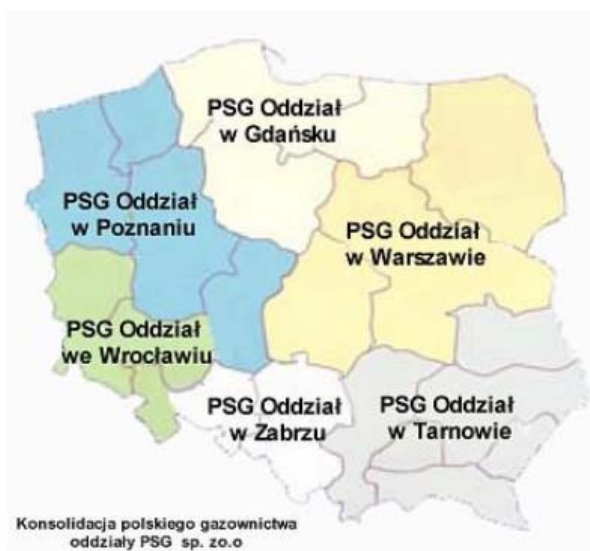 PSG Oddział
w Gdańsku
PSG Oddział
w Poznaniu
PSG Oddział
w Warszawie
PSG Oddział
we Wrocławiu
PSG Oddział
w Zabrzu
PSG Oddział
w Tarnowie
Konsolidacja polskiego gazownictwa
oddziały PSG sp. zo.o